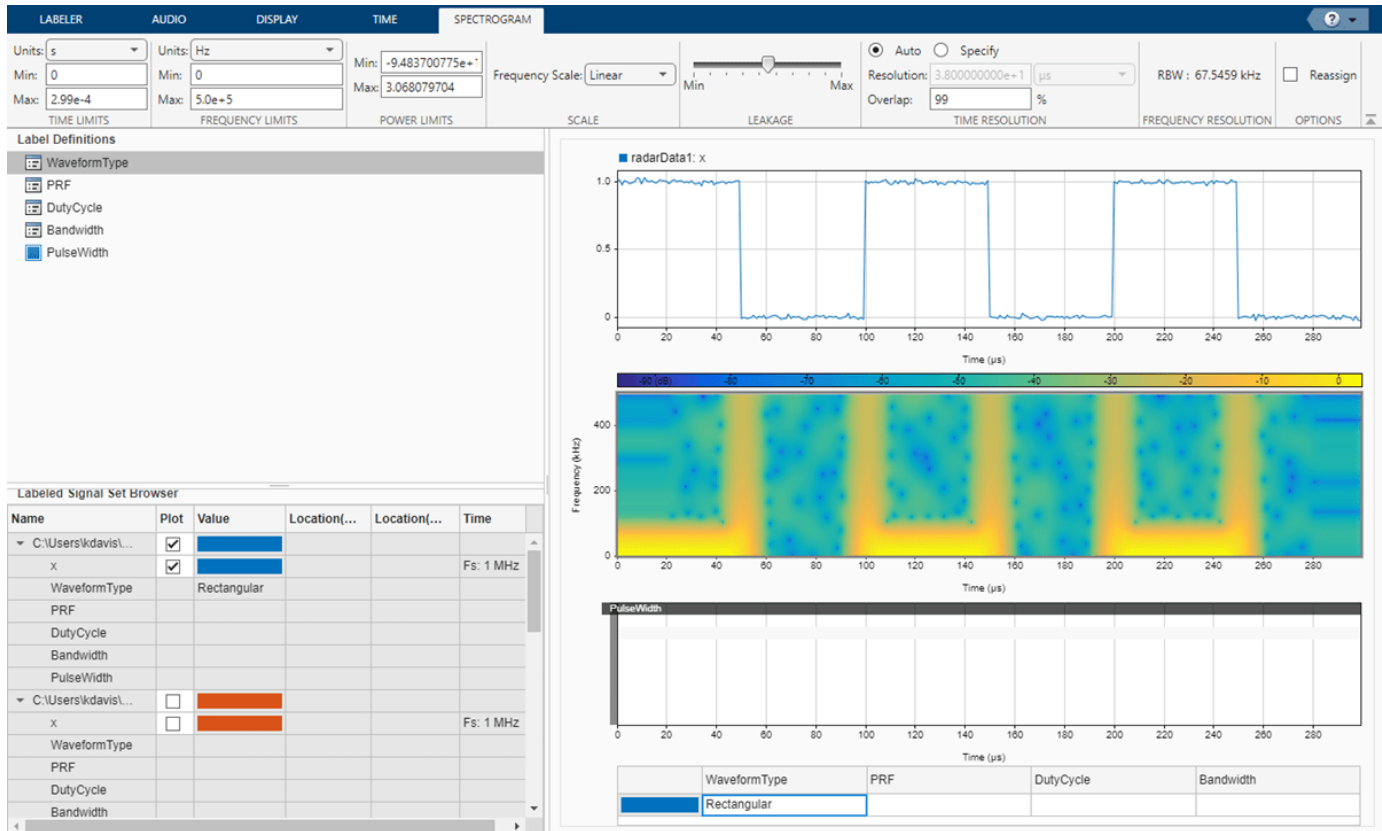 LABELER AUDIO DISPLAY TIME SPECTROGRAM ?
Units: s Units: Hz Min: -9.483700775e+1 Frequency Scale: Linear Auto Specify
Min: 0 Min: 0 Max: 3.068079704 Min Max Resolution: 3.800000000e+1 µs RBW : 67.5459 kHz Reassign
Max: 2.99e-4 Max: 5.0e+5 Overlap: 99 %
TIME LIMITS FREQUENCY LIMITS POWER LIMITS SCALE LEAKAGE TIME RESOLUTION FREQUENCY RESOLUTION OPTIONS
Label Definitions
WaveformType
PRF
DutyCycle
Bandwidth
PulseWidth
Labeled Signal Set Browser
Name Plot Value Location(... Location(... Time
C:\Users\kdavis\...
x Fs: 1 MHz
WaveformType Rectangular
PRF
DutyCycle
Bandwidth
PulseWidth
C:\Users\kdavis\...
x Fs: 1 MHz
WaveformType
PRF
DutyCycle
Bandwidth
radarData1: x
1.0
0.5
0
0 20 40 60 80 100 120 140 160 180 200 220 240 260 280
Time (µs)
-90 (dB) -80 -70 -60 -50 -40 -30 -20 -10 0
Frequency (kHz)
400
200
0
0 20 40 60 80 100 120 140 160 180 200 220 240 260 280
Time (µs)
PulseWidth
0 20 40 60 80 100 120 140 160 180 200 220 240 260 280
Time (µs)
WaveformType PRF DutyCycle Bandwidth
Rectangular